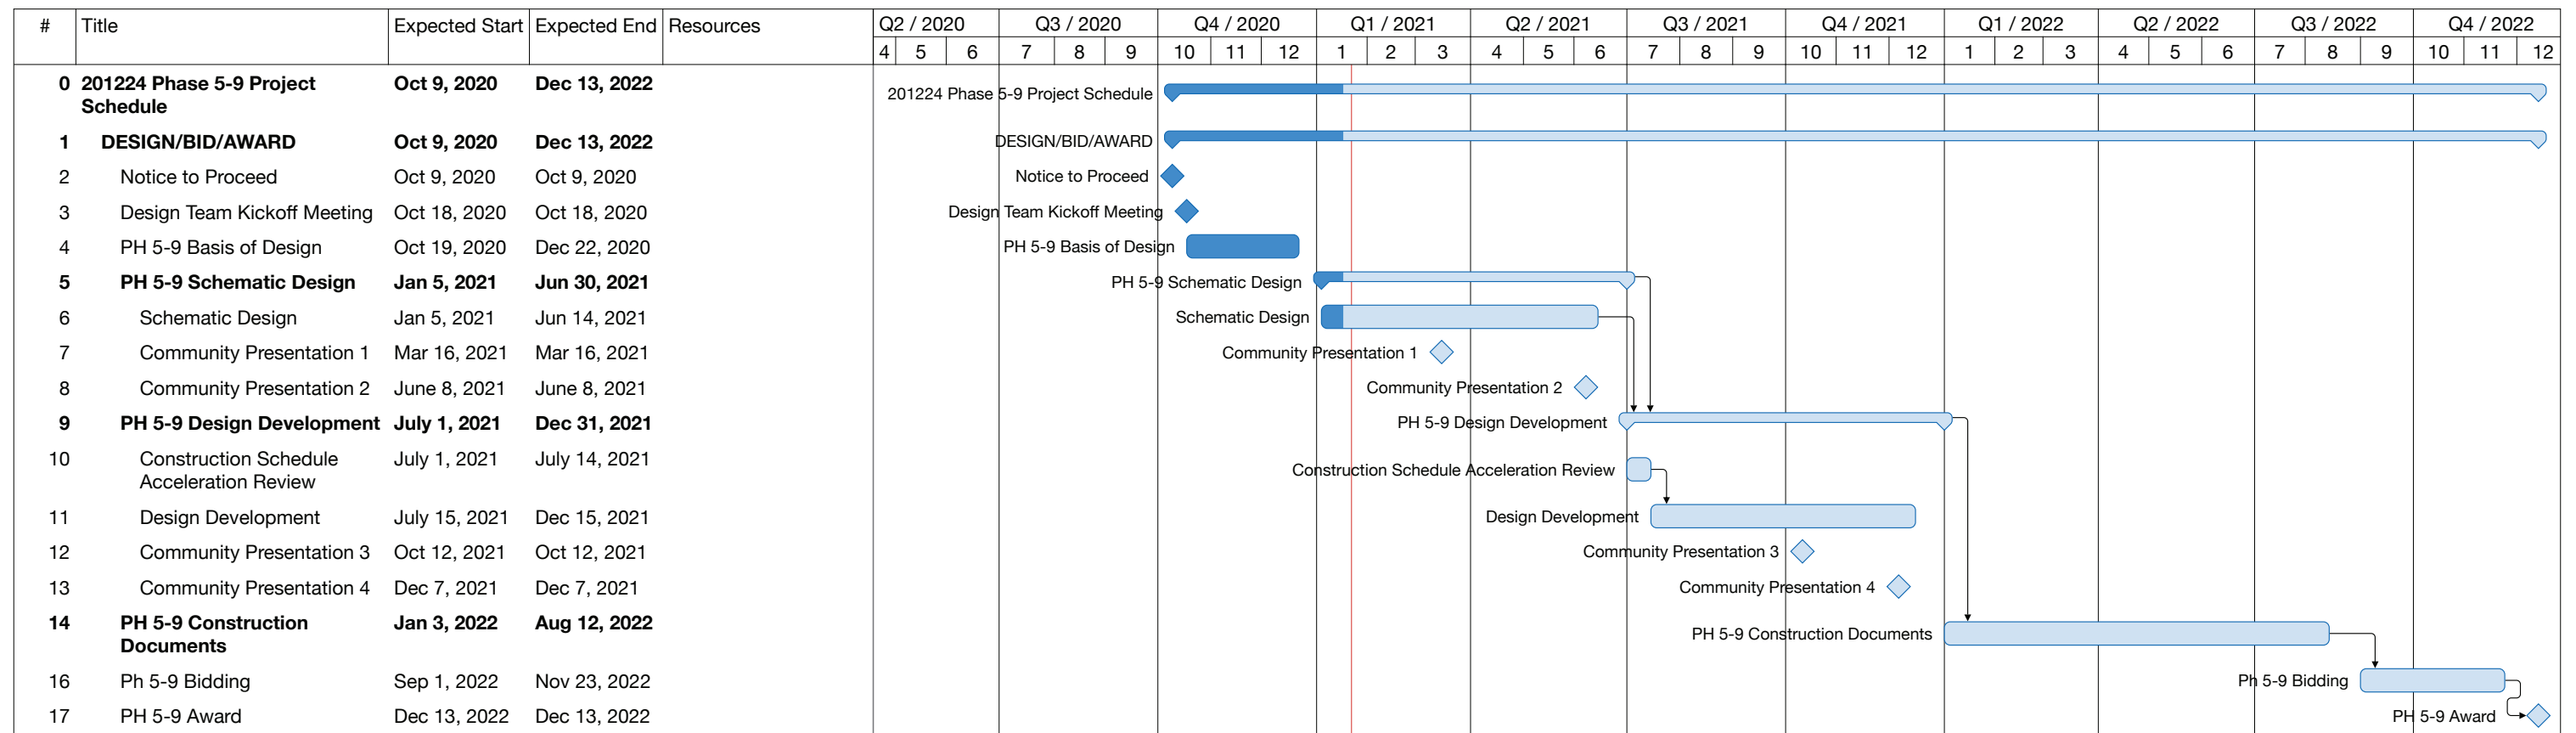 # Title Expected Start Expected End Resources Q2 / 2020 Q3 / 2020 Q4 / 2020 Q1 / 2021 Q2 / 2021 Q3 / 2021 Q4 / 2021 Q1 / 2022 Q2 / 2022 Q3 / 2022 Q4 / 2022
4 5 6 7 8 9 10 11 12 1 2 3 4 5 6 7 8 9 10 11 12 1 2 3 4 5 6 7 8 9 10 11 12
0 201224 Phase 5-9 Project Oct 9, 2020 Dec 13, 2022
Schedule
201224 Phase 5-9 Project Schedule
1 DESIGN/BID/AWARD Oct 9, 2020 Dec 13, 2022 DESIGN/BID/AWARD
2 Notice to Proceed Oct 9, 2020 Oct 9, 2020 Notice to Proceed
3 Design Team Kickoff Meeting Oct 18, 2020 Oct 18, 2020 Design Team Kickoff Meeting
4 PH 5-9 Basis of Design Oct 19, 2020 Dec 22, 2020 PH 5-9 Basis of Design
5 PH 5-9 Schematic Design Jan 5, 2021 Jun 30, 2021 PH 5-9 Schematic Design
6 Schematic Design Jan 5, 2021 Jun 14, 2021 Schematic Design
7 Community Presentation 1 Mar 16, 2021 Mar 16, 2021 Community Presentation 1
8 Community Presentation 2 June 8, 2021 June 8, 2021 Community Presentation 2
9 PH 5-9 Design Development July 1, 2021 Dec 31, 2021 PH 5-9 Design Development
10 Construction Schedule July 1, 2021 July 14, 2021
Acceleration Review
Construction Schedule Acceleration Review
11 Design Development July 15, 2021 Dec 15, 2021 Design Development
12 Community Presentation 3 Oct 12, 2021 Oct 12, 2021 Community Presentation 3
13 Community Presentation 4 Dec 7, 2021 Dec 7, 2021 Community Presentation 4
14 PH 5-9 Construction Jan 3, 2022 Aug 12, 2022
Documents
PH 5-9 Construction Documents
16 Ph 5-9 Bidding Sep 1, 2022 Nov 23, 2022 Ph 5-9 Bidding
17 PH 5-9 Award Dec 13, 2022 Dec 13, 2022 PH 5-9 Award